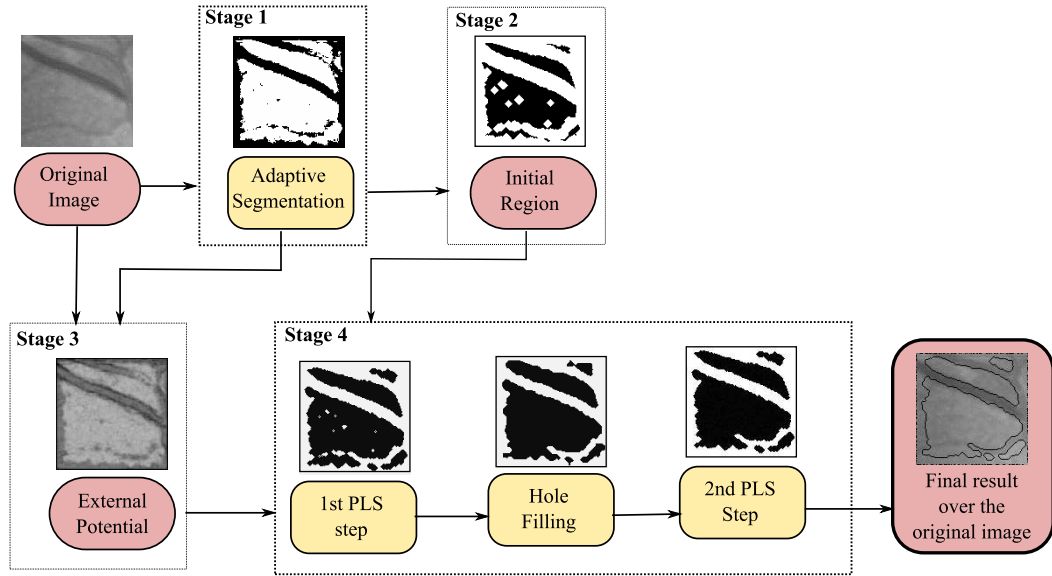 Stage 1
Stage 2
Original
Image
Adaptive
Segmentation
Initial
Region
Stage 3
Stage 4
External
Potential
1st PLS
step
Hole
Filling
2nd PLS
Step
Final result
over the
original image